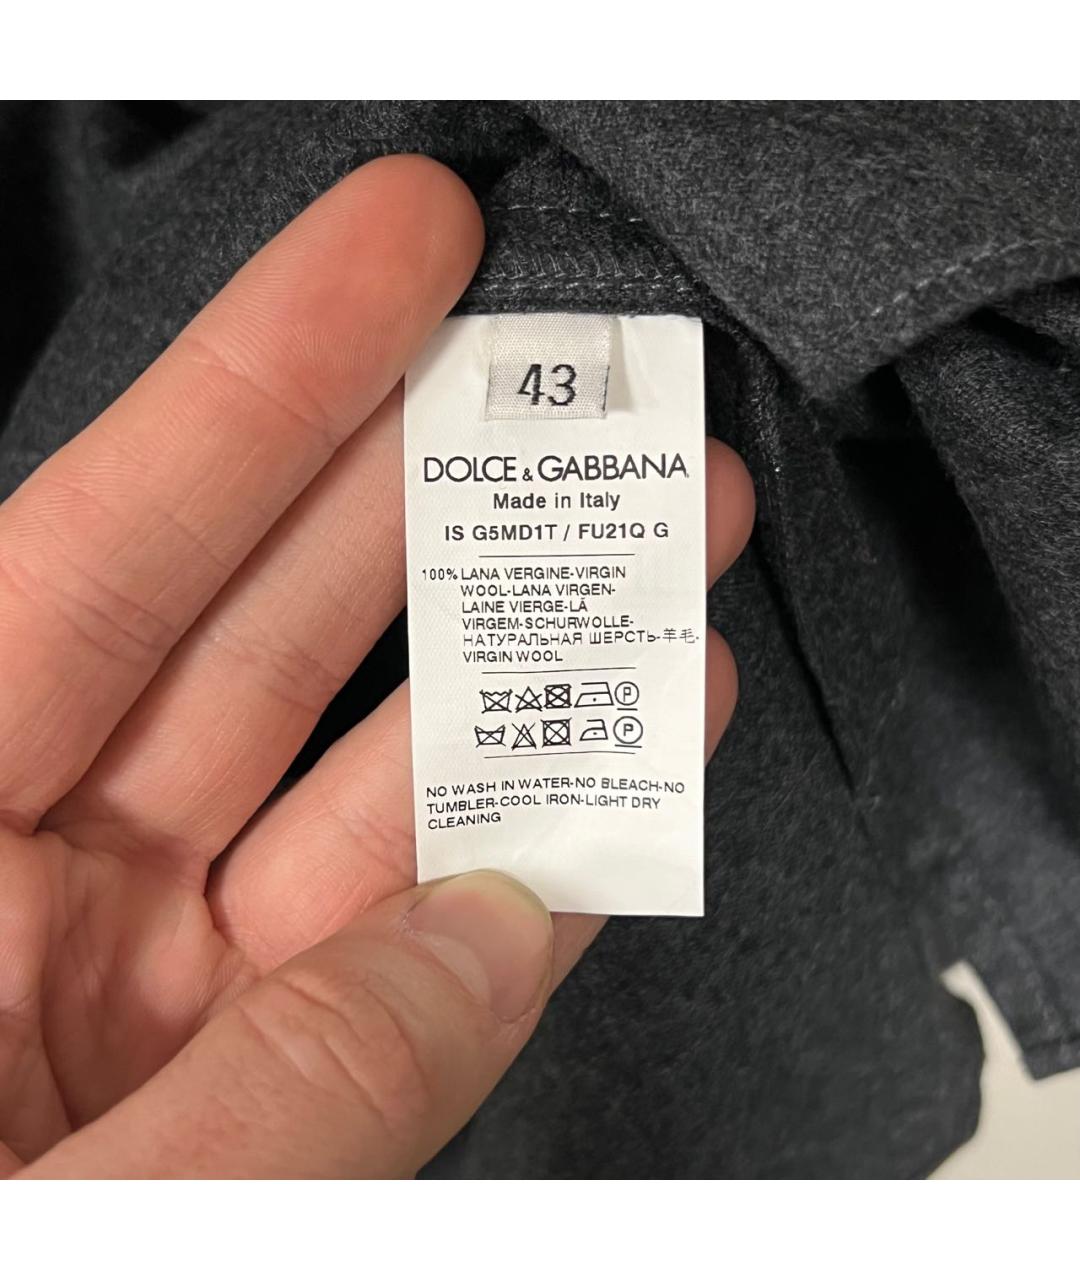 43
DOLCE & GABBANA
Made in Italy
IS G5MD1T / FU21Q G
100% LANA VERGINE-VIRGIN
WOOL-LANA VIRGEN-
LAINE VIERGE-LÃ
VIRGEM-SCHURWOLLE-
НАТУРАЛЬНАЯ ШЕРСТЬ-羊毛-
VIRGIN WOOL
P
P
NO WASH IN WATER-NO BLEACH-NO
TUMBLER-COOL IRON-LIGHT DRY
CLEANING